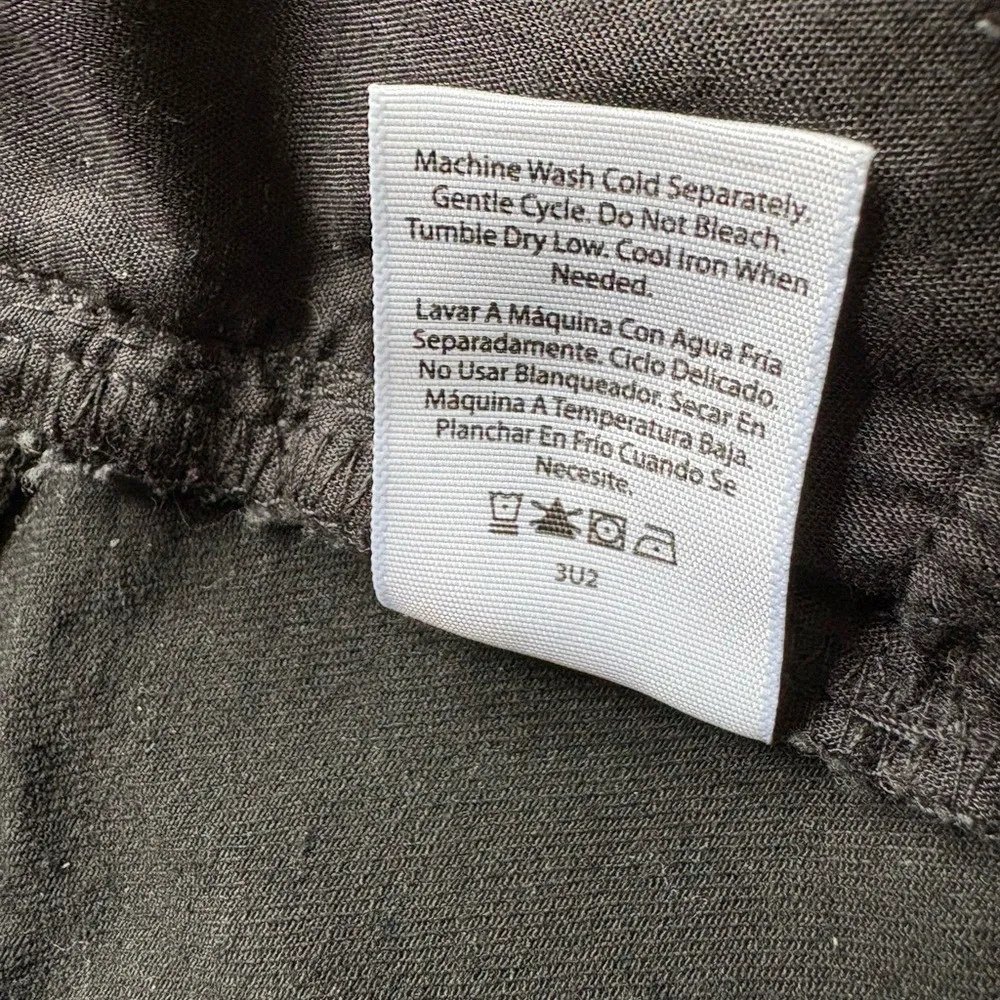 Machine Wash Cold Separately.
Gentle Cycle. Do Not Bleach.
Tumble Dry Low. Cool Iron When
Needed.
Lavar A Máquina Con Agua Fría
Separadamente. Ciclo Delicado.
No Usar Blanqueador. Secar En
Máquina A Temperatura Baja.
Planchar En Frío Cuando Se
Necesite.
3U2